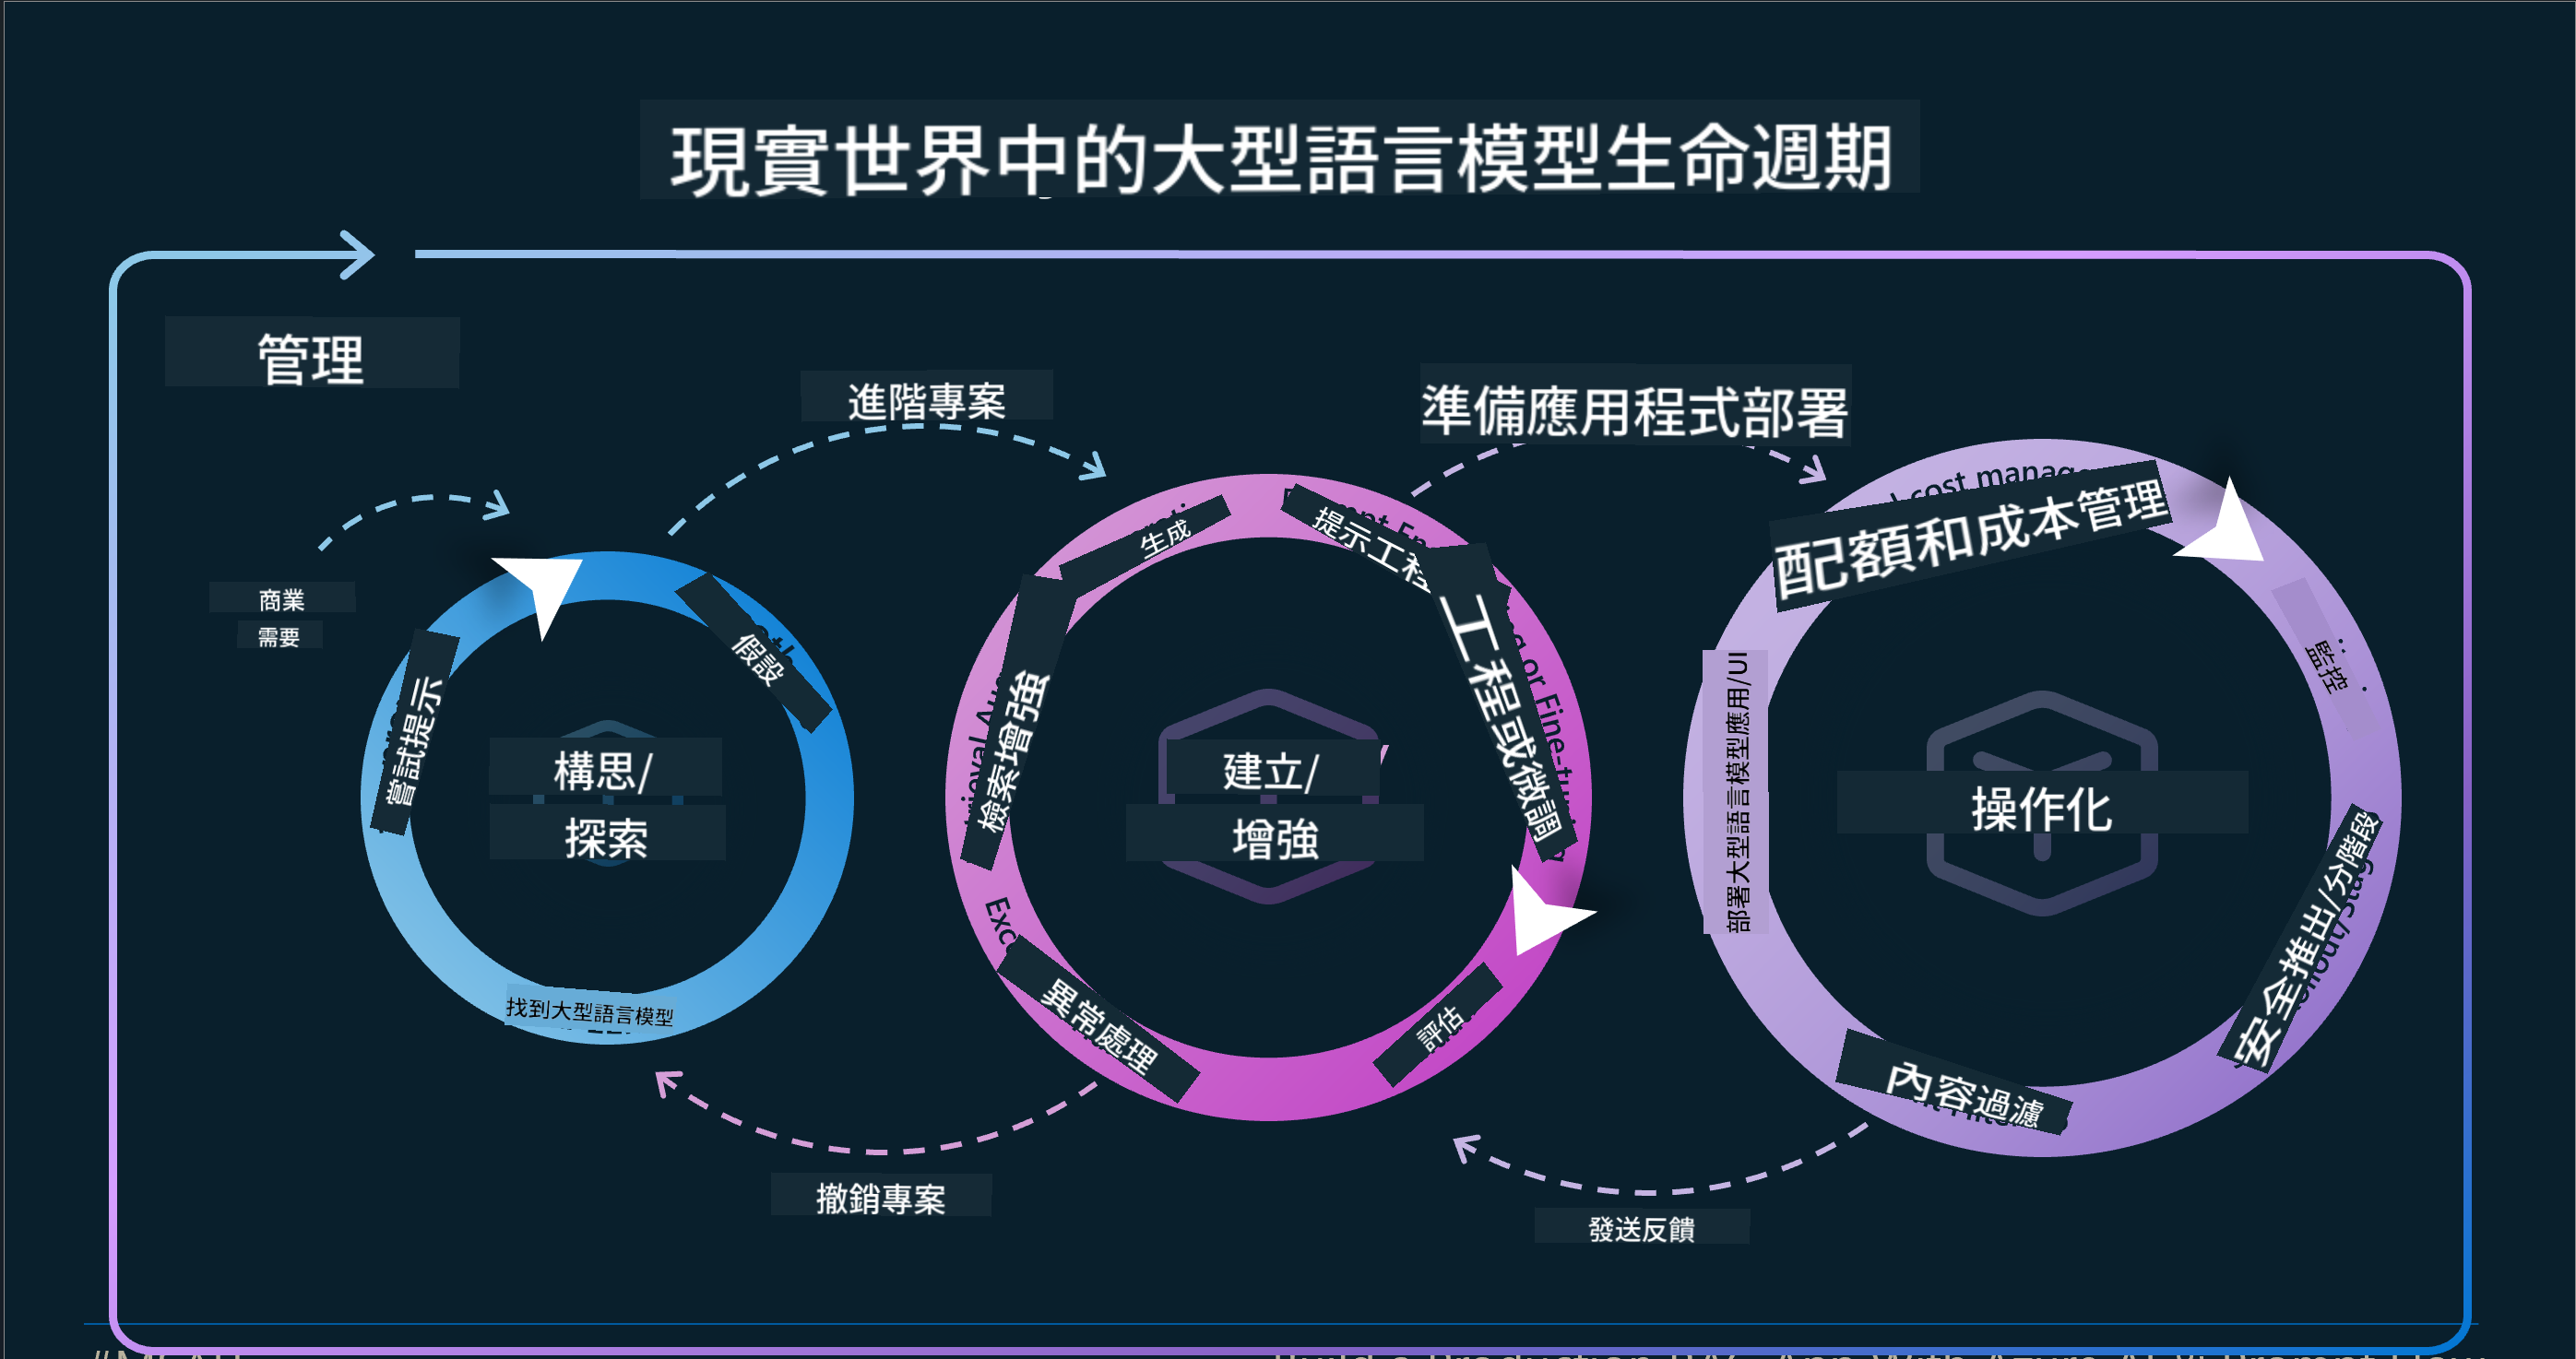 現實世界中的大型語言模型生命週期
管理
進階專案
準備應用程式部署
商業
需要
嘗試提示
假設
構思/
探索
找到大型語言模型
檢索增強
生成
提示工程
工程或微調
or Fine-
建立/
增強
Exc
異常處理
評估
cost manag
配額和成本管理
監控
部署大型語言模型應用/UI
操作化
安全推出/分階段
內容過濾
撤銷專案
發送反饋